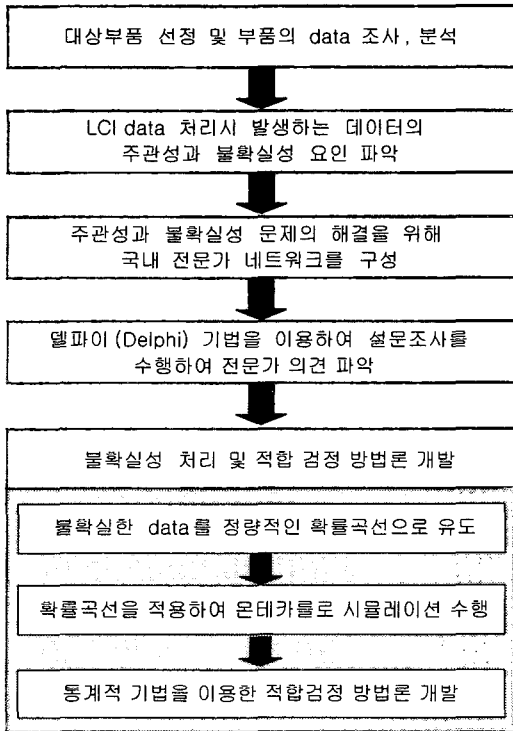 대상부품 선정 및 부품의 data 조사, 분석
LCI data 처리시 발생하는 데이터의
주관성과 불확실성 요인 파악
주관성과 불확실성 문제의 해결을 위해
국내 전문가 네트워크를 구성
델파이(Delphi) 기법을 이용하여 설문조사를
수행하여 전문가 의견 파악
불확실성 처리 및 적합 검정 방법론 개발
불확실한 data를 정량적인 확률곡선으로 유도
확률곡선을 적용하여 몬테카를로 시뮬레이션 수행
통계적 기법을 이용한 적합검정 방법론 개발